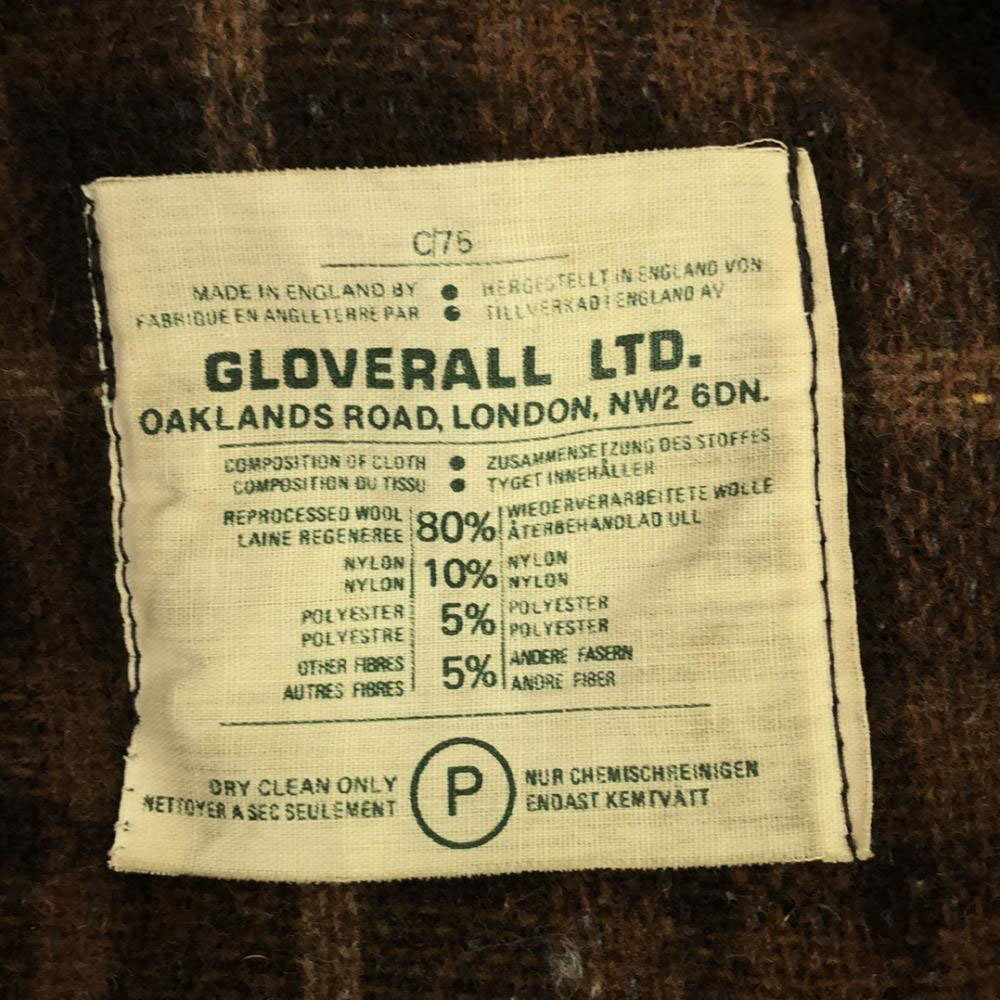 C/75
MADE IN ENGLAND BY ● HERGESTELLT IN ENGLAND VON
FABRIQUE EN ANGLETERRE PAR ● TILLVERKAD I ENGLAND AV
GLOVERALL LTD.
OAKLANDS ROAD, LONDON, NW2 6DN.
COMPOSITION OF CLOTH ● ZUSAMMENSETZUNG DES STOFFES
COMPOSITION DU TISSU ● TYGET INNEHÅLLER
REPROCESSED WOOL 80% WIEDERVERARBEITETE WOLLE
LAINE REGENEREE ÅTERBEHANDLAD ULL
NYLON 10% NYLON
NYLON NYLON
POLYESTER 5% POLYESTER
POLYESTRE POLYESTER
OTHER FIBRES 5% ANDERE FASERN
AUTRES FIBRES ANDRE FIBER
DRY CLEAN ONLY P NUR CHEMISCHREINIGEN
NETTOYER A SEC SEULEMENT ENDAST KEMTVATT